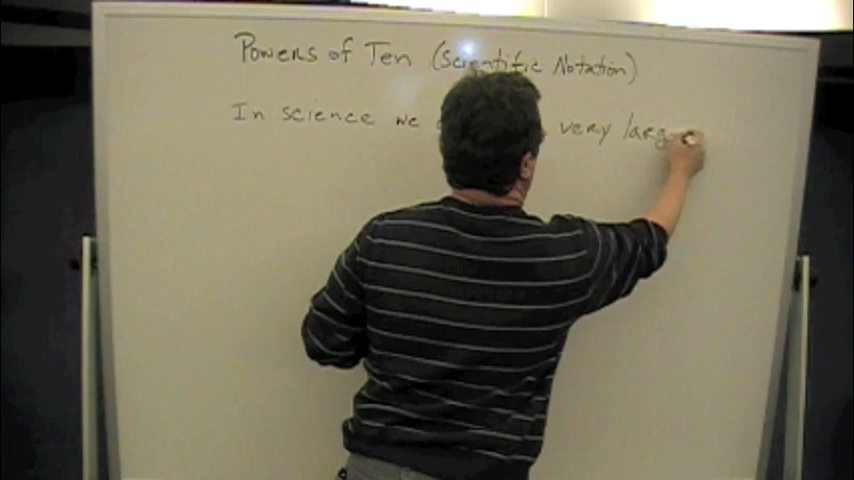 Powers of Ten (Scientific Notation)
In science we very larg